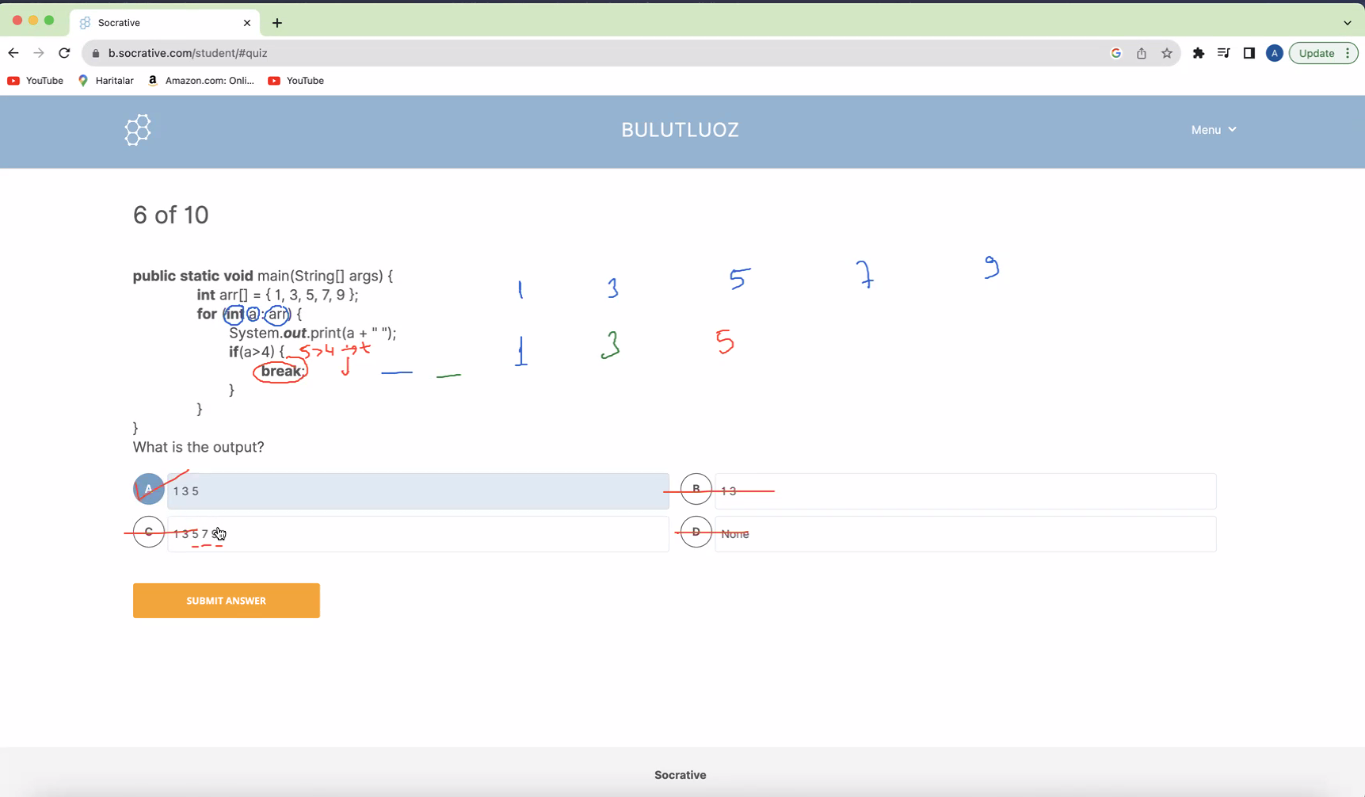 Socrative
b.socrative.com/student/#quiz
A
Update
YouTube
Haritalar
a
Amazon.com: Onli...
YouTube
BULUTLUOZ
Menu
6 of 10
public static void main(String[] args) {
int arr[] = { 1, 3, 5, 7, 9 };
for (int a : arr) {
System.out.print(a + " ");
if(a>4) { 5>4 → t
break;
}
}
}
1 3 5 7 9
1 3 5
What is the output?
A 1 3 5
B 1 3
C 1 3 5 7 9
D None
SUBMIT ANSWER
Socrative